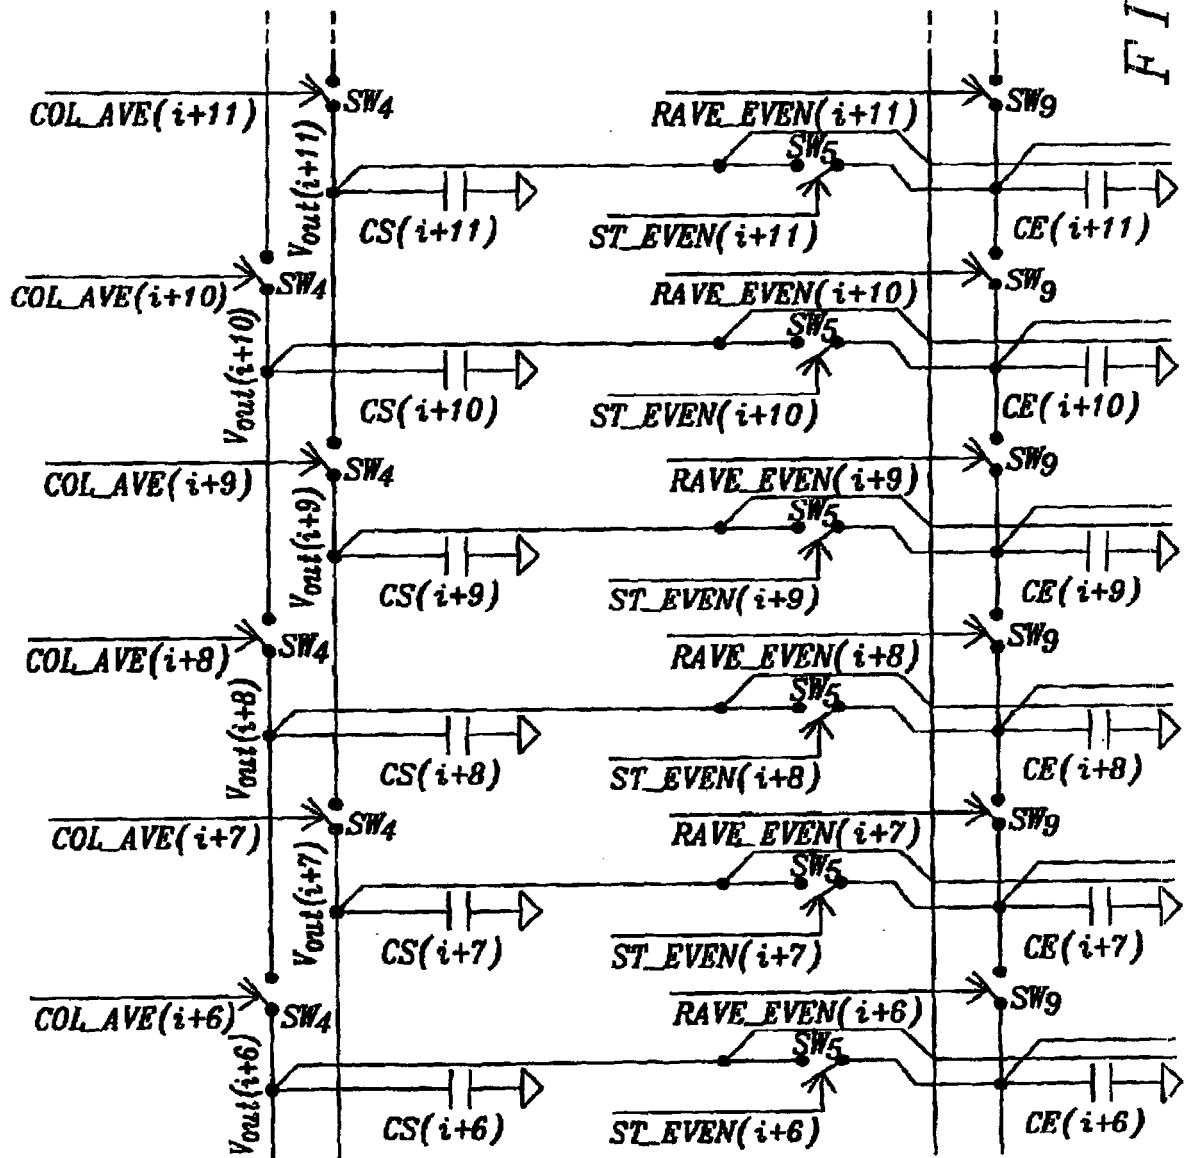 F I
COL_AVE(i+11) SW4 RAVE_EVEN(i+11) SW9
Vout(i+11) SW5
CS(i+11) ST_EVEN(i+11) CE(i+11)
COL_AVE(i+10) SW4 RAVE_EVEN(i+10) SW9
Vout(i+10) SW5
CS(i+10) ST_EVEN(i+10) CE(i+10)
COL_AVE(i+9) SW4 RAVE_EVEN(i+9) SW9
Vout(i+9) SW5
CS(i+9) ST_EVEN(i+9) CE(i+9)
COL_AVE(i+8) SW4 RAVE_EVEN(i+8) SW9
Vout(i+8) SW5
CS(i+8) ST_EVEN(i+8) CE(i+8)
COL_AVE(i+7) SW4 RAVE_EVEN(i+7) SW9
Vout(i+7) SW5
CS(i+7) ST_EVEN(i+7) CE(i+7)
COL_AVE(i+6) SW4 RAVE_EVEN(i+6) SW9
Vout(i+6) SW5
CS(i+6) ST_EVEN(i+6) CE(i+6)